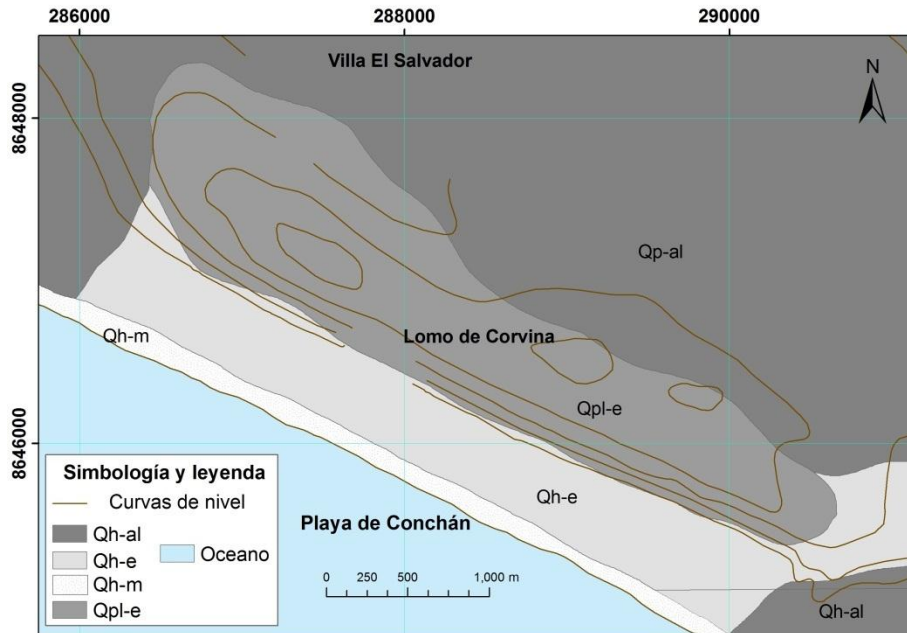 286000
288000
290000
Villa El Salvador
N
8648000
Qp-al
Qh-m
Lomo de Corvina
Qpl-e
8646000
Simbología y leyenda
Curvas de nivel
Qh-al
Qh-e
Oceano
Qh-m
Qpl-e
Qh-e
Playa de Conchán
0 250 500 1,000 m
Qh-al